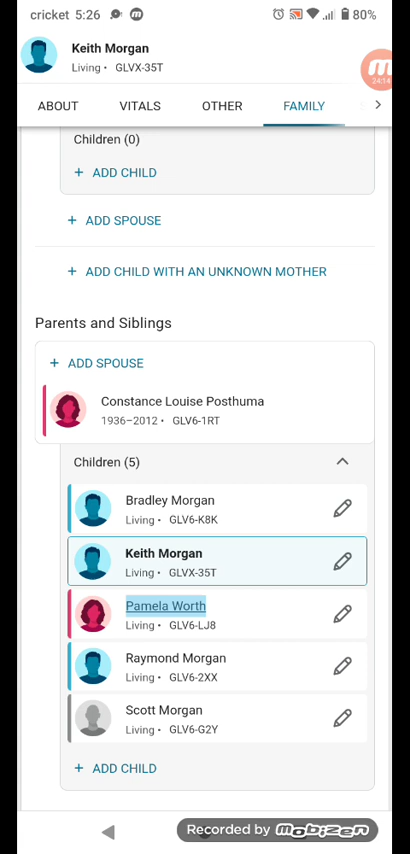 cricket 5:26 80%
Keith Morgan
Living • GLVX-35T
24:14
ABOUT VITALS OTHER FAMILY
Children (0)
+ ADD CHILD
+ ADD SPOUSE
+ ADD CHILD WITH AN UNKNOWN MOTHER
Parents and Siblings
+ ADD SPOUSE
Constance Louise Posthuma
1936–2012 • GLV6-1RT
Children (5)
Bradley Morgan
Living • GLV6-K8K
Keith Morgan
Living • GLVX-35T
Pamela Worth
Living • GLV6-LJ8
Raymond Morgan
Living • GLV6-2XX
Scott Morgan
Living • GLV6-G2Y
+ ADD CHILD
Recorded by mobizen